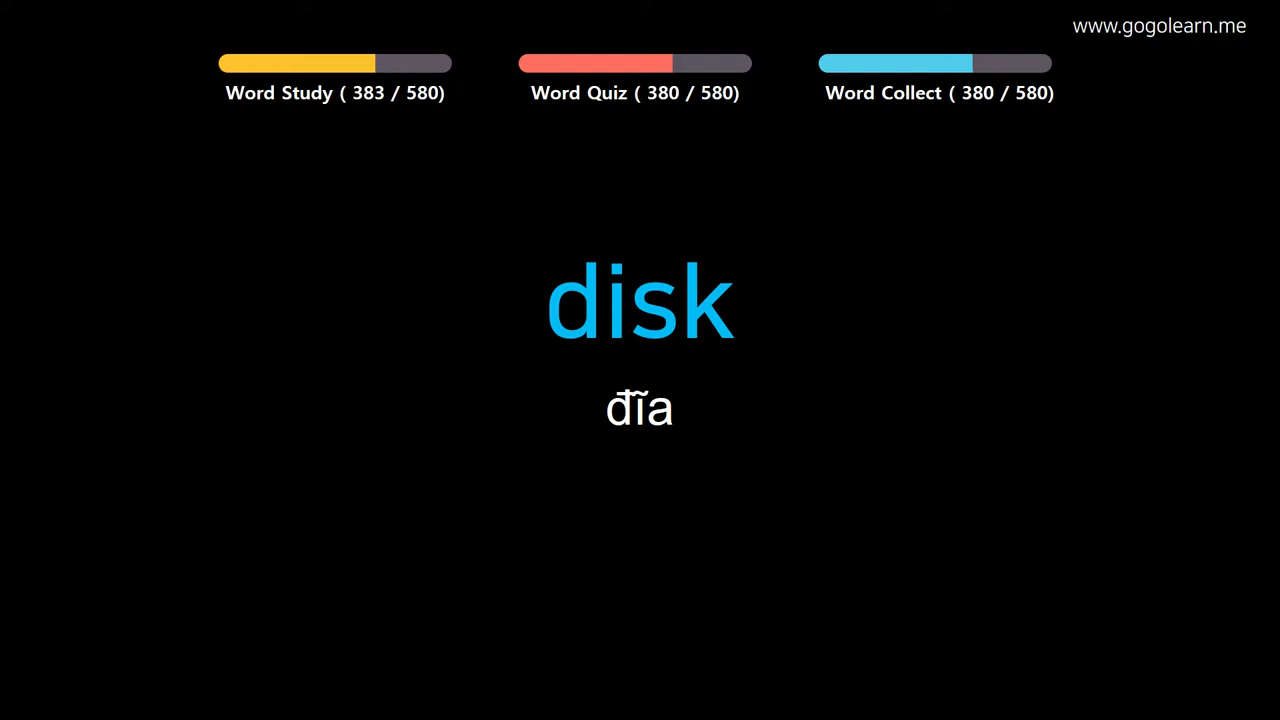 www.gogolearn.me
Word Study ( 383 / 580)
Word Quiz ( 380 / 580)
Word Collect ( 380 / 580)
disk
đĩa